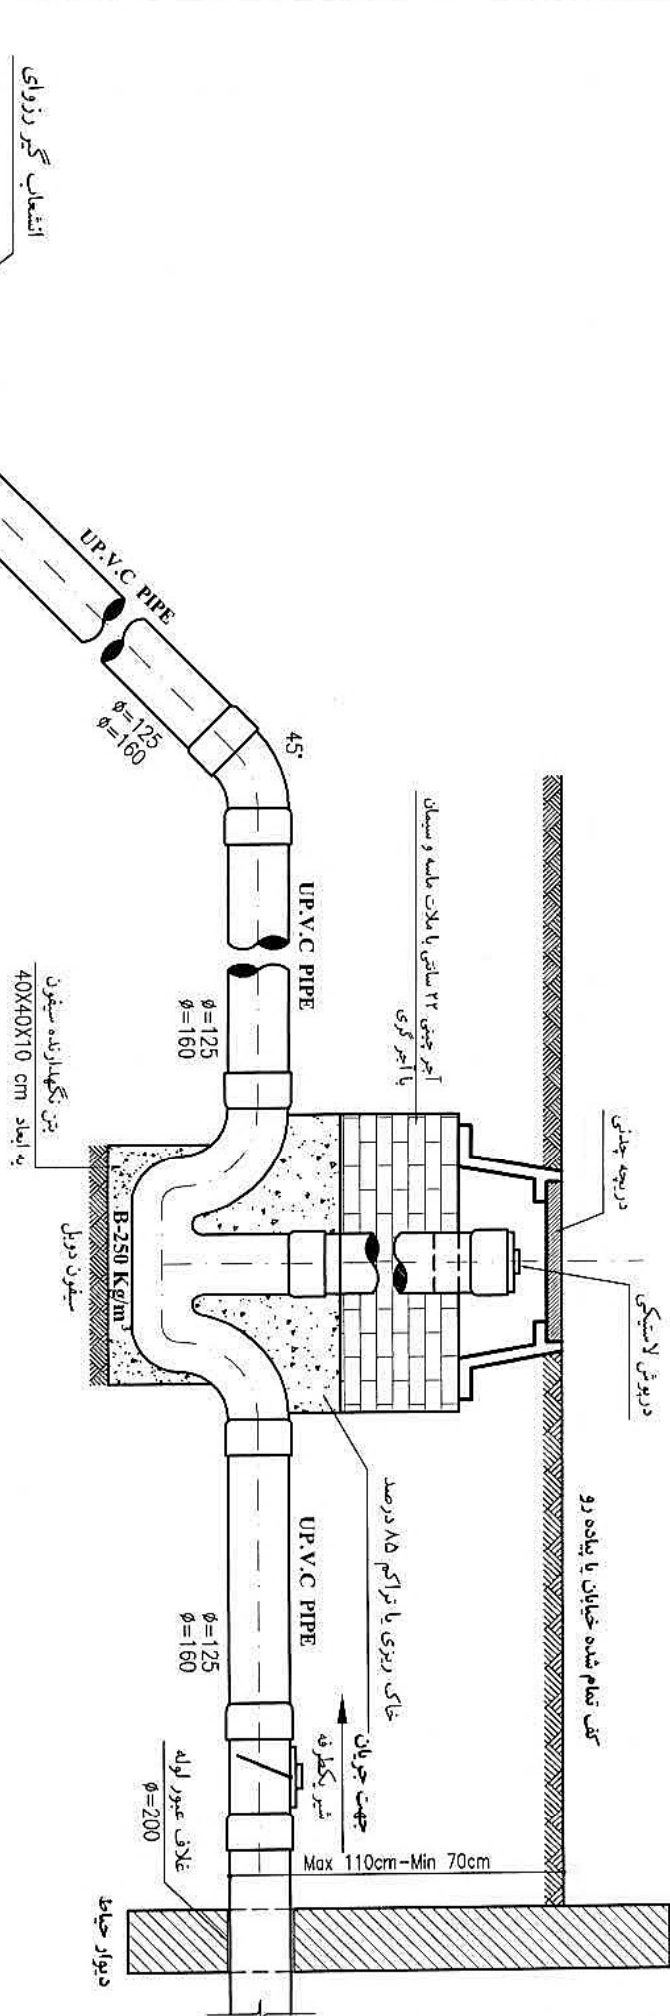 انشعاب گیر رزوه‌ای
UP.V.C PIPE
ø=125
ø=160
45°
UP.V.C PIPE
ø=125
ø=160
آجر چینی ۲۲ سانتی با ملات ماسه و سیمان
یا آجر گری
بتن نگهدارنده سیفون
به ابعاد 40X40X10 cm
دریچه چدنی
درپوش لاستیکی
B-250 Kg/m³
سیفون دوبل
کف تمام شده خیابان یا پیاده رو
خاک ریزی با تراکم ۸۵ درصد
UP.V.C PIPE
ø=125
ø=160
جهت جریان
شیر یکطرفه
غلاف عبور لوله
ø=200
Max 110cm-Min 70cm
دیوار حیاط